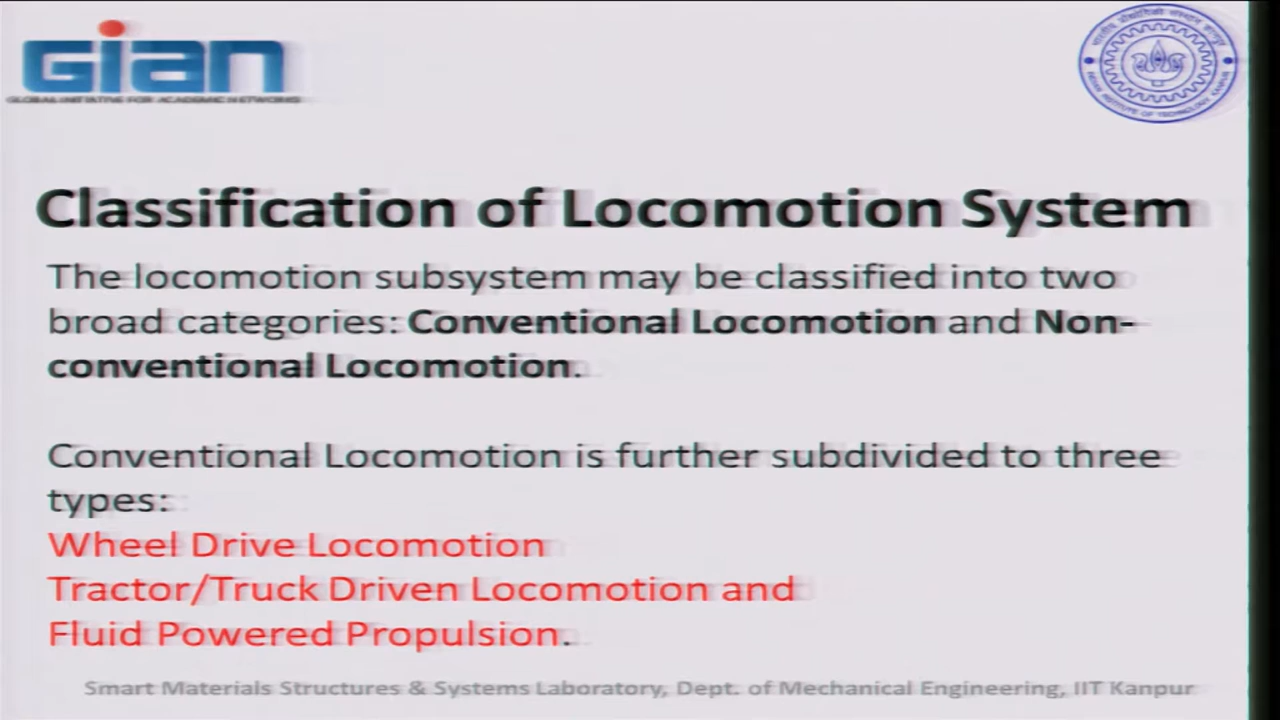 GIAN
GLOBAL INITIATIVE FOR ACADEMIC NETWORKS
Classification of Locomotion System
The locomotion subsystem may be classified into two
broad categories: Conventional Locomotion and Non-
conventional Locomotion.
Conventional Locomotion is further subdivided to three
types:
Wheel Drive Locomotion
Tractor/Truck Driven Locomotion and
Fluid Powered Propulsion.
Smart Materials Structures & Systems Laboratory, Dept. of Mechanical Engineering, IIT Kanpur